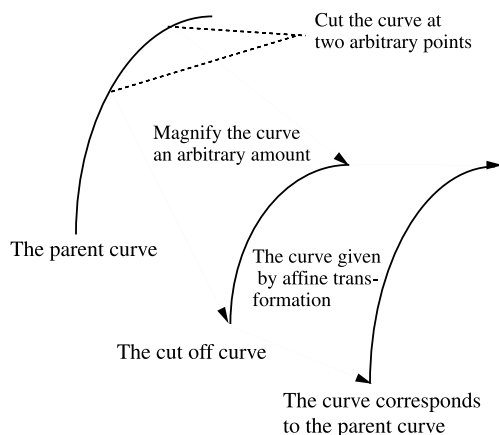 Cut the curve at
two arbitrary points
Magnify the curve
an arbitrary amount
The parent curve
The curve given
by affine trans-
formation
The cut off curve
The curve corresponds
to the parent curve